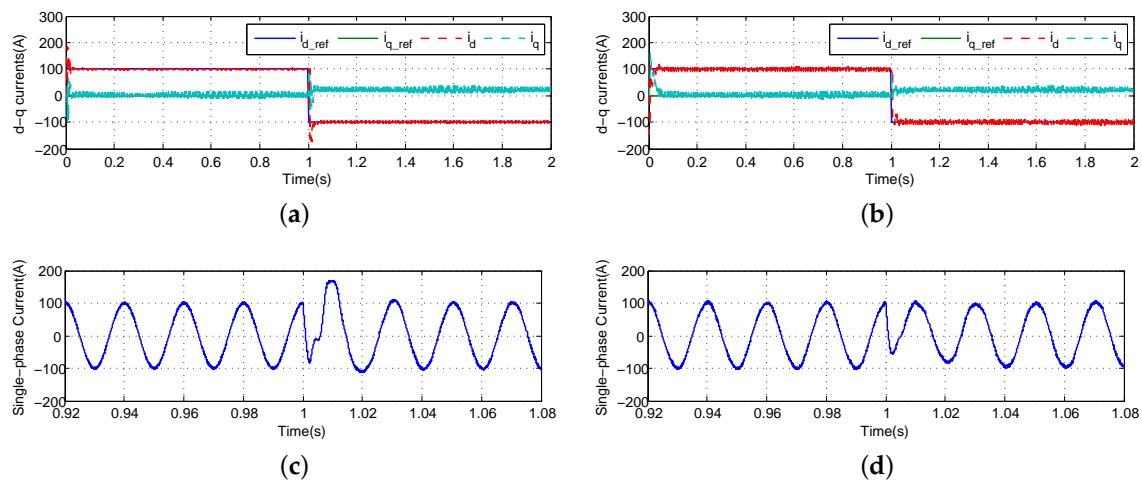 d−q currents(A)
300
200
100
0
−100
−200
i_d_ref i_q_ref i_d i_q
0 0.2 0.4 0.6 0.8 1 1.2 1.4 1.6 1.8 2
Time(s)
(a)
d−q currents(A)
300
200
100
0
−100
−200
i_d_ref i_q_ref i_d i_q
0 0.2 0.4 0.6 0.8 1 1.2 1.4 1.6 1.8 2
Time(s)
(b)
Single−phase Current(A)
200
100
0
−100
−200
0.92 0.94 0.96 0.98 1 1.02 1.04 1.06 1.08
Time(s)
(c)
Single−phase Current(A)
200
100
0
−100
−200
0.92 0.94 0.96 0.98 1 1.02 1.04 1.06 1.08
Time(s)
(d)